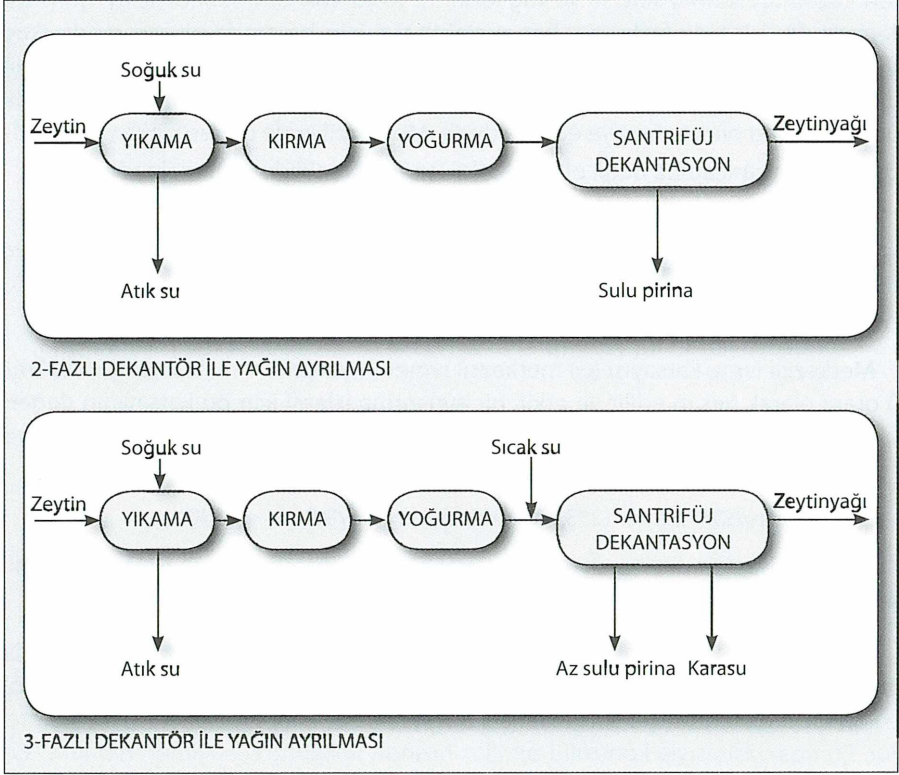 Soğuk su
Zeytin
YIKAMA
KIRMA
YOĞURMA
SANTRİFÜJ
DEKANTASYON
Zeytinyağı
Atık su
Sulu pirina
2-FAZLI DEKANTÖR İLE YAĞIN AYRILMASI
Soğuk su
Sıcak su
Zeytin
YIKAMA
KIRMA
YOĞURMA
SANTRİFÜJ
DEKANTASYON
Zeytinyağı
Atık su
Az sulu pirina
Karasu
3-FAZLI DEKANTÖR İLE YAĞIN AYRILMASI